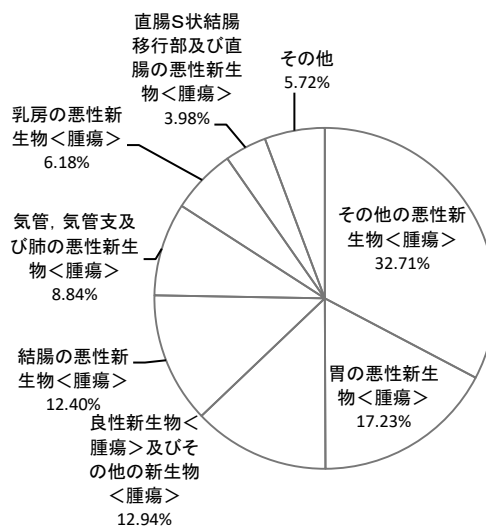 直腸S状結腸
移行部及び直
腸の悪性新生
物＜腫瘍＞
3.98%
その他
5.72%
乳房の悪性新
生物＜腫瘍＞
6.18%
その他の悪性新
生物＜腫瘍＞
32.71%
気管，気管支及
び肺の悪性新生
物＜腫瘍＞
8.84%
結腸の悪性新
生物＜腫瘍＞
12.40%
胃の悪性新生
物＜腫瘍＞
17.23%
良性新生物＜
腫瘍＞及びそ
の他の新生物
＜腫瘍＞
12.94%